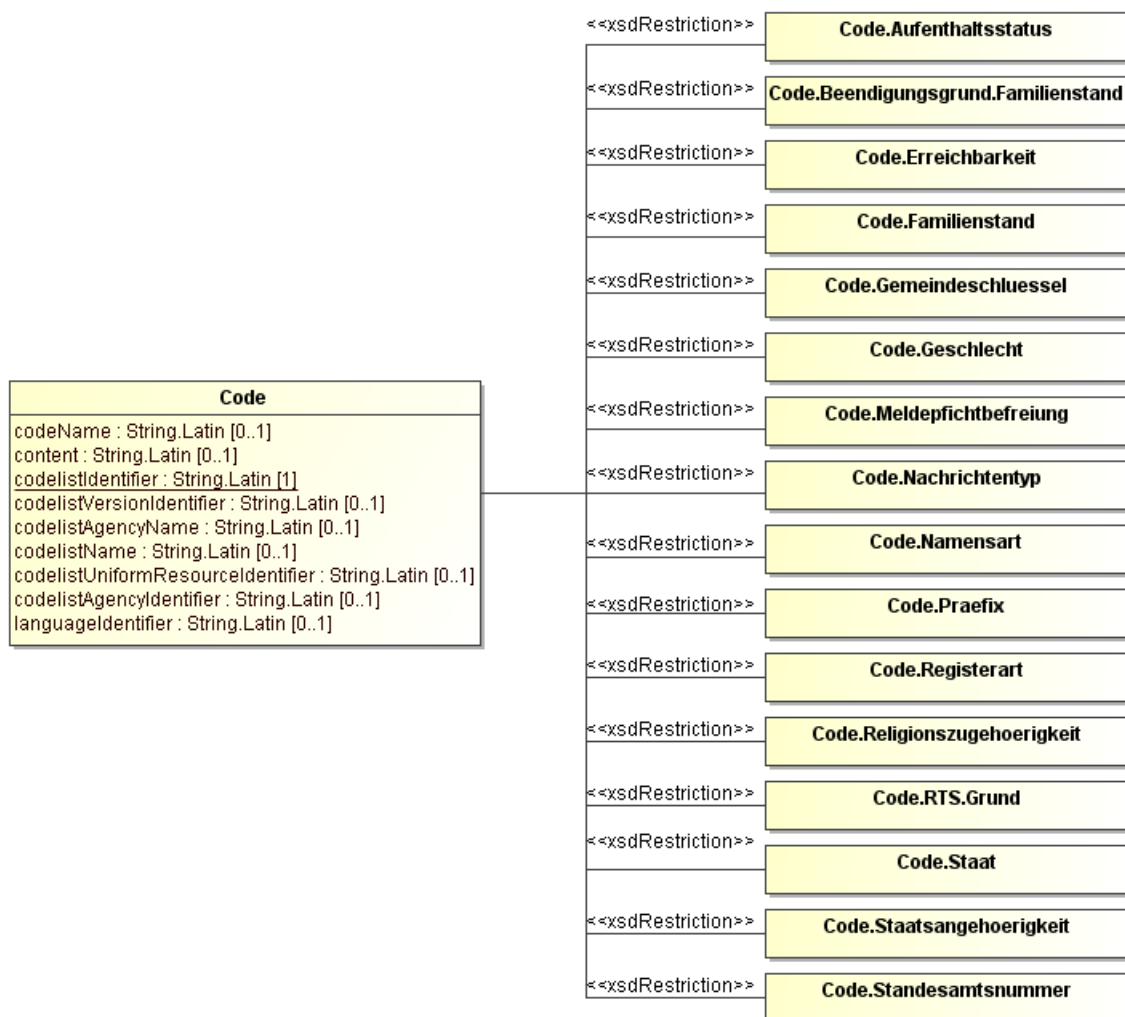 <<xsdRestriction>>
Code.Aufenthaltsstatus
<<xsdRestriction>>
Code.Beendigungsgrund.Familienstand
<<xsdRestriction>>
Code.Erreichbarkeit
<<xsdRestriction>>
Code.Familienstand
<<xsdRestriction>>
Code.Gemeindeschluessel
<<xsdRestriction>>
Code.Geschlecht
<<xsdRestriction>>
Code.Meldepfichtbefreiung
<<xsdRestriction>>
Code.Nachrichtentyp
<<xsdRestriction>>
Code.Namensart
<<xsdRestriction>>
Code.Praefix
<<xsdRestriction>>
Code.Registerart
<<xsdRestriction>>
Code.Religionszugehoerigkeit
<<xsdRestriction>>
Code.RTS.Grund
<<xsdRestriction>>
Code.Staat
<<xsdRestriction>>
Code.Staatsangehoerigkeit
<<xsdRestriction>>
Code.Standesamtsnummer
Code
codeName : String.Latin [0..1]
content : String.Latin [0..1]
codelistIdentifier : String.Latin [1]
codelistVersionIdentifier : String.Latin [0..1]
codelistAgencyName : String.Latin [0..1]
codelistName : String.Latin [0..1]
codelistUniformResourceIdentifier : String.Latin [0..1]
codelistAgencyIdentifier : String.Latin [0..1]
languageIdentifier : String.Latin [0..1]